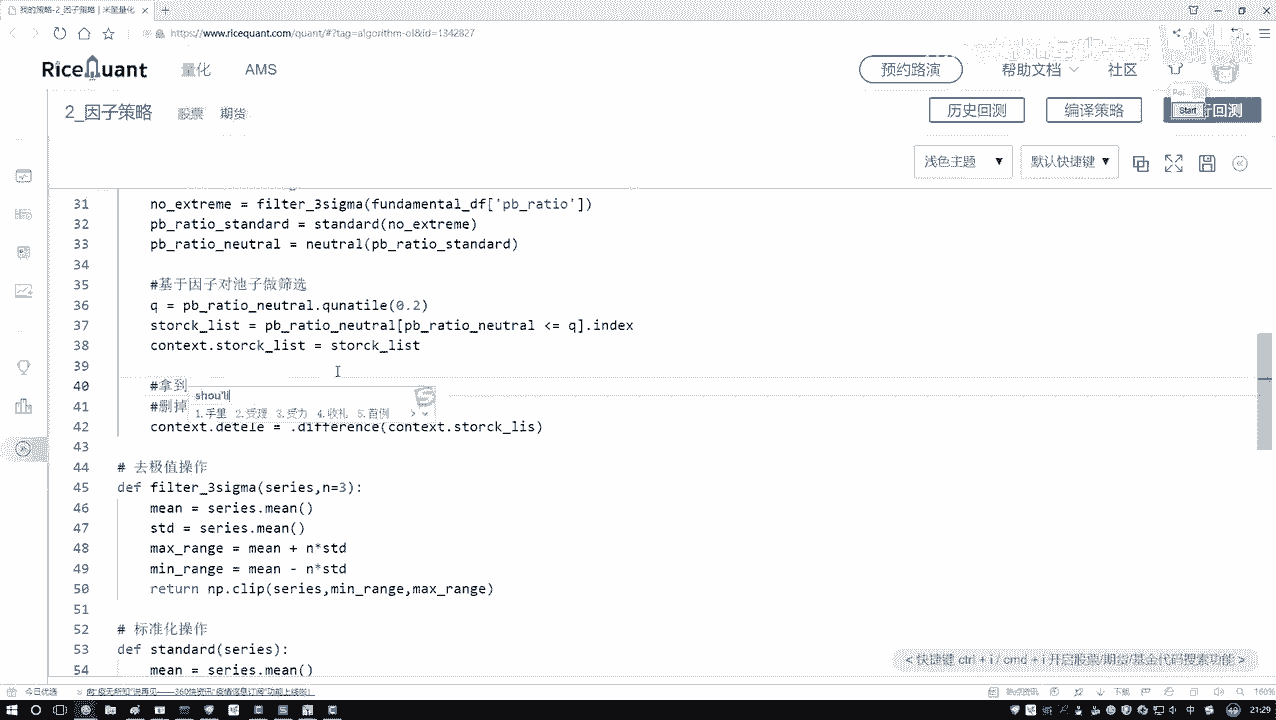 我的策略-2_因子策略 | 米筐量化
https://www.ricequant.com/quant/#?tag=algorithm-ol&id=1342827
RiceQuant 量化 AMS 预约路演 帮助文档 社区
2_因子策略 股票 期货 历史回测 编译策略 行回测
Start
浅色主题 默认快捷键
31 no_extreme = filter_3sigma(fundamental_df['pb_ratio'])
32 pb_ratio_standard = standard(no_extreme)
33 pb_ratio_neutral = neutral(pb_ratio_standard)
34
35 #基于因子对池子做筛选
36 q = pb_ratio_neutral.qunatile(0.2)
37 storck_list = pb_ratio_neutral[pb_ratio_neutral <= q].index
38 context.storck_list = storck_list
39
40 #拿到
shou'li
1.手里 2.受理 3.受力 4.收礼 5.首例
41 #删掉
42 context.detele = .difference(context.storck_lis)
43
44 # 去极值操作
45 def filter_3sigma(series,n=3):
46 mean = series.mean()
47 std = series.mean()
48 max_range = mean + n*std
49 min_range = mean - n*std
50 return np.clip(series,min_range,max_range)
51
52 # 标准化操作
53 def standard(series):
54 mean = series.mean()
< 快捷键 ctrl + i / cmd + i 开启股票/期货/基金代码搜索功能 >
今日优选
下载
160%
中
21:29